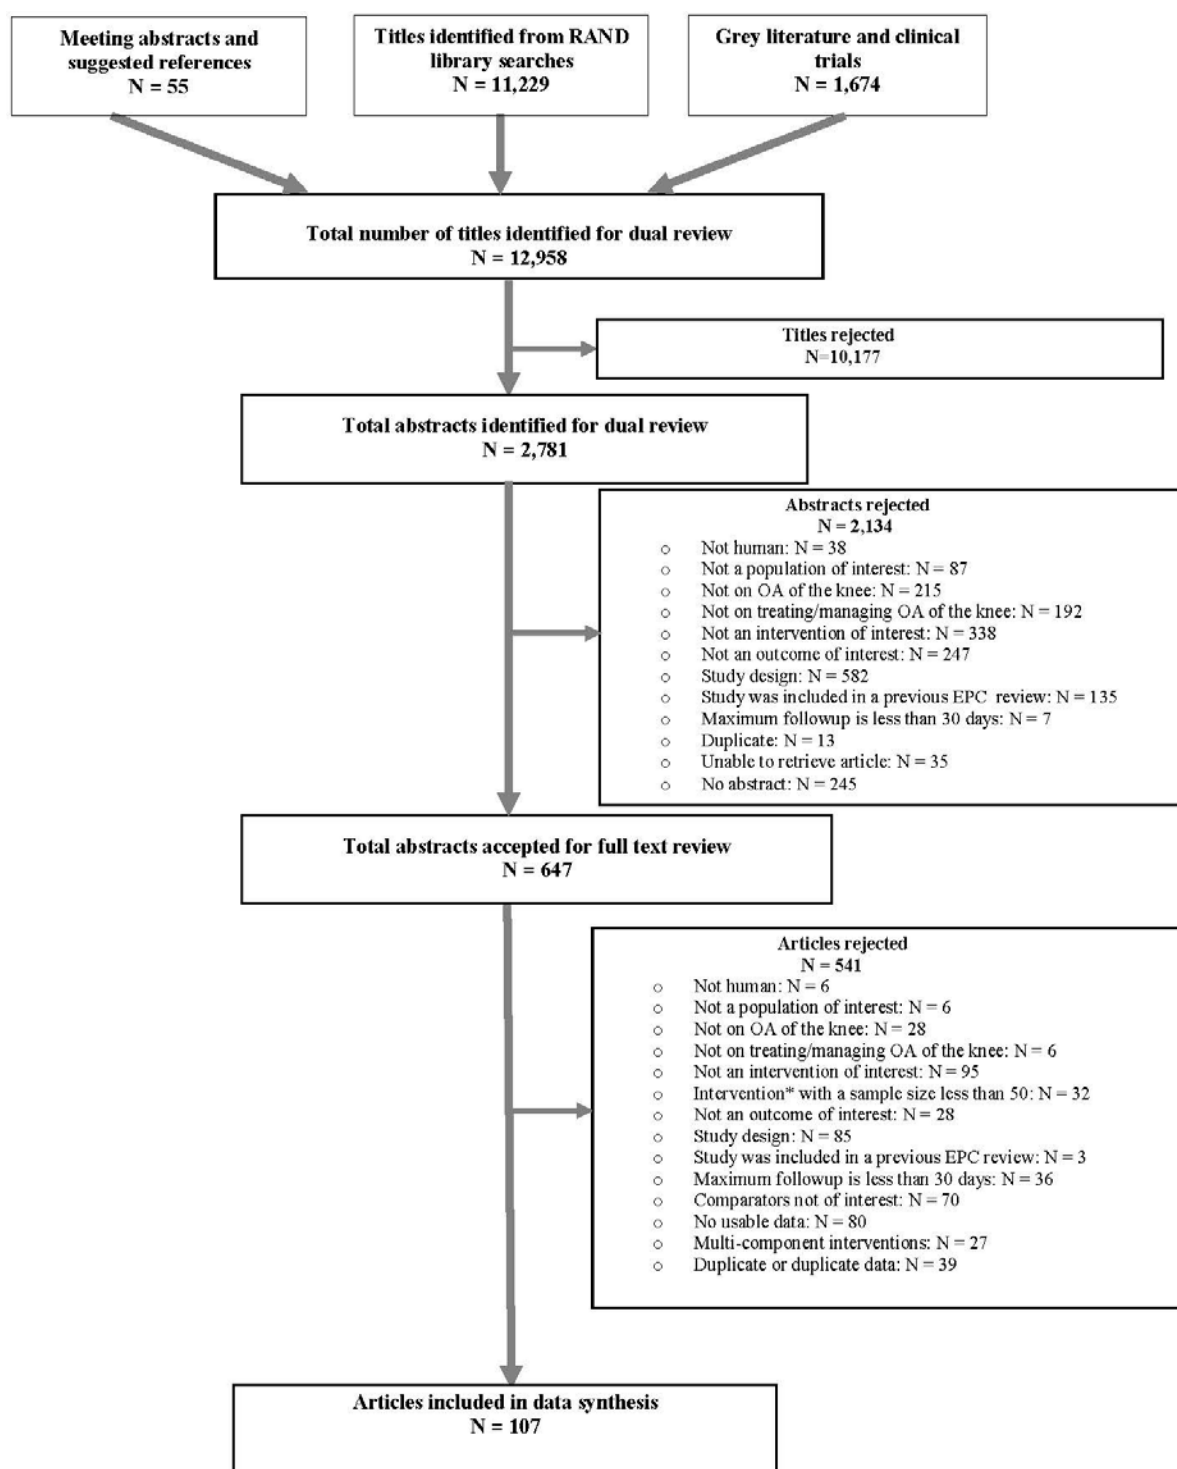 Meeting abstracts and
suggested references
N = 55
Titles identified from RAND
library searches
N = 11,229
Grey literature and clinical
trials
N = 1,674
Total number of titles identified for dual review
N = 12,958
Titles rejected
N=10,177
Total abstracts identified for dual review
N = 2,781
Abstracts rejected
N = 2,134
○ Not human: N = 38
○ Not a population of interest: N = 87
○ Not on OA of the knee: N = 215
○ Not on treating/managing OA of the knee: N = 192
○ Not an intervention of interest: N = 338
○ Not an outcome of interest: N = 247
○ Study design: N = 582
○ Study was included in a previous EPC review: N = 135
○ Maximum followup is less than 30 days: N = 7
○ Duplicate: N = 13
○ Unable to retrieve article: N = 35
○ No abstract: N = 245
Total abstracts accepted for full text review
N = 647
Articles rejected
N = 541
○ Not human: N = 6
○ Not a population of interest: N = 6
○ Not on OA of the knee: N = 28
○ Not on treating/managing OA of the knee: N = 6
○ Not an intervention of interest: N = 95
○ Intervention* with a sample size less than 50: N = 32
○ Not an outcome of interest: N = 28
○ Study design: N = 85
○ Study was included in a previous EPC review: N = 3
○ Maximum followup is less than 30 days: N = 36
○ Comparators not of interest: N = 70
○ No usable data: N = 80
○ Multi-component interventions: N = 27
○ Duplicate or duplicate data: N = 39
Articles included in data synthesis
N = 107